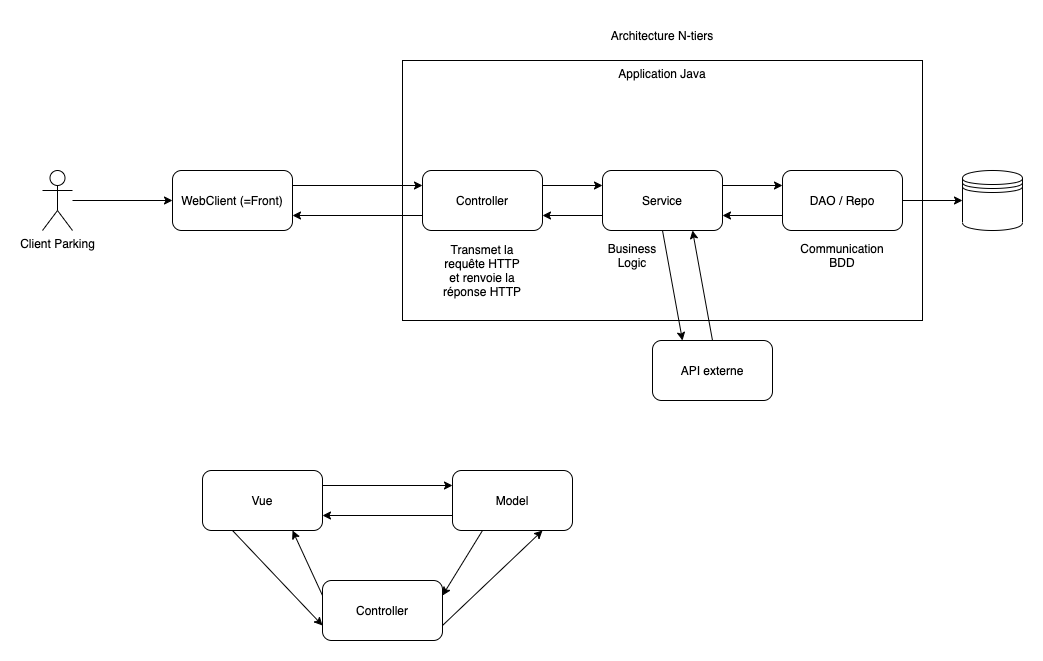 Architecture N-tiers
Application Java
Client Parking
WebClient (=Front)
Controller
Service
DAO / Repo
Transmet la
requête HTTP
et renvoie la
réponse HTTP
Business
Logic
Communication
BDD
API externe
Vue
Model
Controller